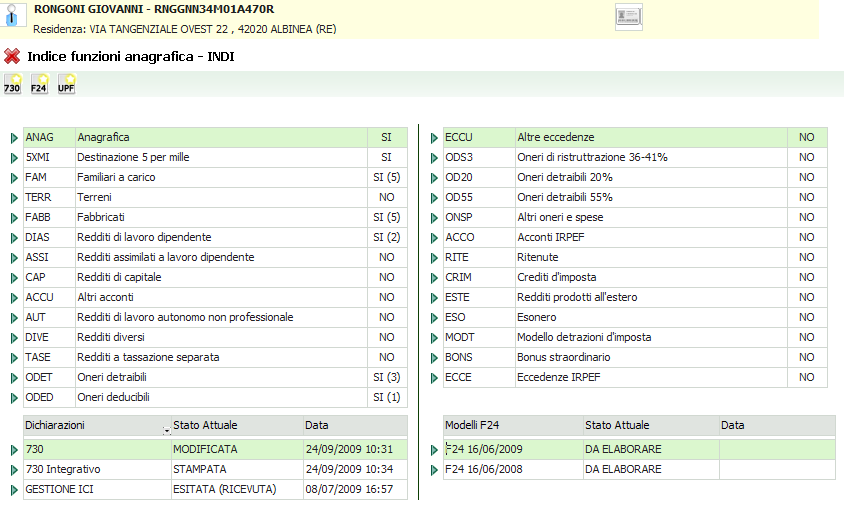 RONGONI GIOVANNI - RNGGNN34M01A470R
Residenza: VIA TANGENZIALE OVEST 22 , 42020 ALBINEA (RE)
Indice funzioni anagrafica - INDI
730 F24 UPF
ANAG Anagrafica SI
5XMI Destinazione 5 per mille SI
FAM Familiari a carico SI (5)
TERR Terreni NO
FABB Fabbricati SI (5)
DIAS Redditi di lavoro dipendente SI (2)
ASSI Redditi assimilati a lavoro dipendente NO
CAP Redditi di capitale NO
ACCU Altri acconti NO
AUT Redditi di lavoro autonomo non professionale NO
DIVE Redditi diversi NO
TASE Redditi a tassazione separata NO
ODET Oneri detraibili SI (3)
ODED Oneri deducibili SI (1)
ECCU Altre eccedenze NO
ODS3 Oneri di ristruttrazione 36-41% NO
OD20 Oneri detraibili 20% NO
OD55 Oneri detraibili 55% NO
ONSP Altri oneri e spese NO
ACCO Acconti IRPEF NO
RITE Ritenute NO
CRIM Crediti d'imposta NO
ESTE Redditi prodotti all'estero NO
ESO Esonero NO
MODT Modello detrazioni d'imposta NO
BONS Bonus straordinario NO
ECCE Eccedenze IRPEF NO
Dichiarazioni Stato Attuale Data
730 MODIFICATA 24/09/2009 10:31
730 Integrativo STAMPATA 24/09/2009 10:34
GESTIONE ICI ESITATA (RICEVUTA) 08/07/2009 16:57
Modelli F24 Stato Attuale Data
F24 16/06/2009 DA ELABORARE
F24 16/06/2008 DA ELABORARE